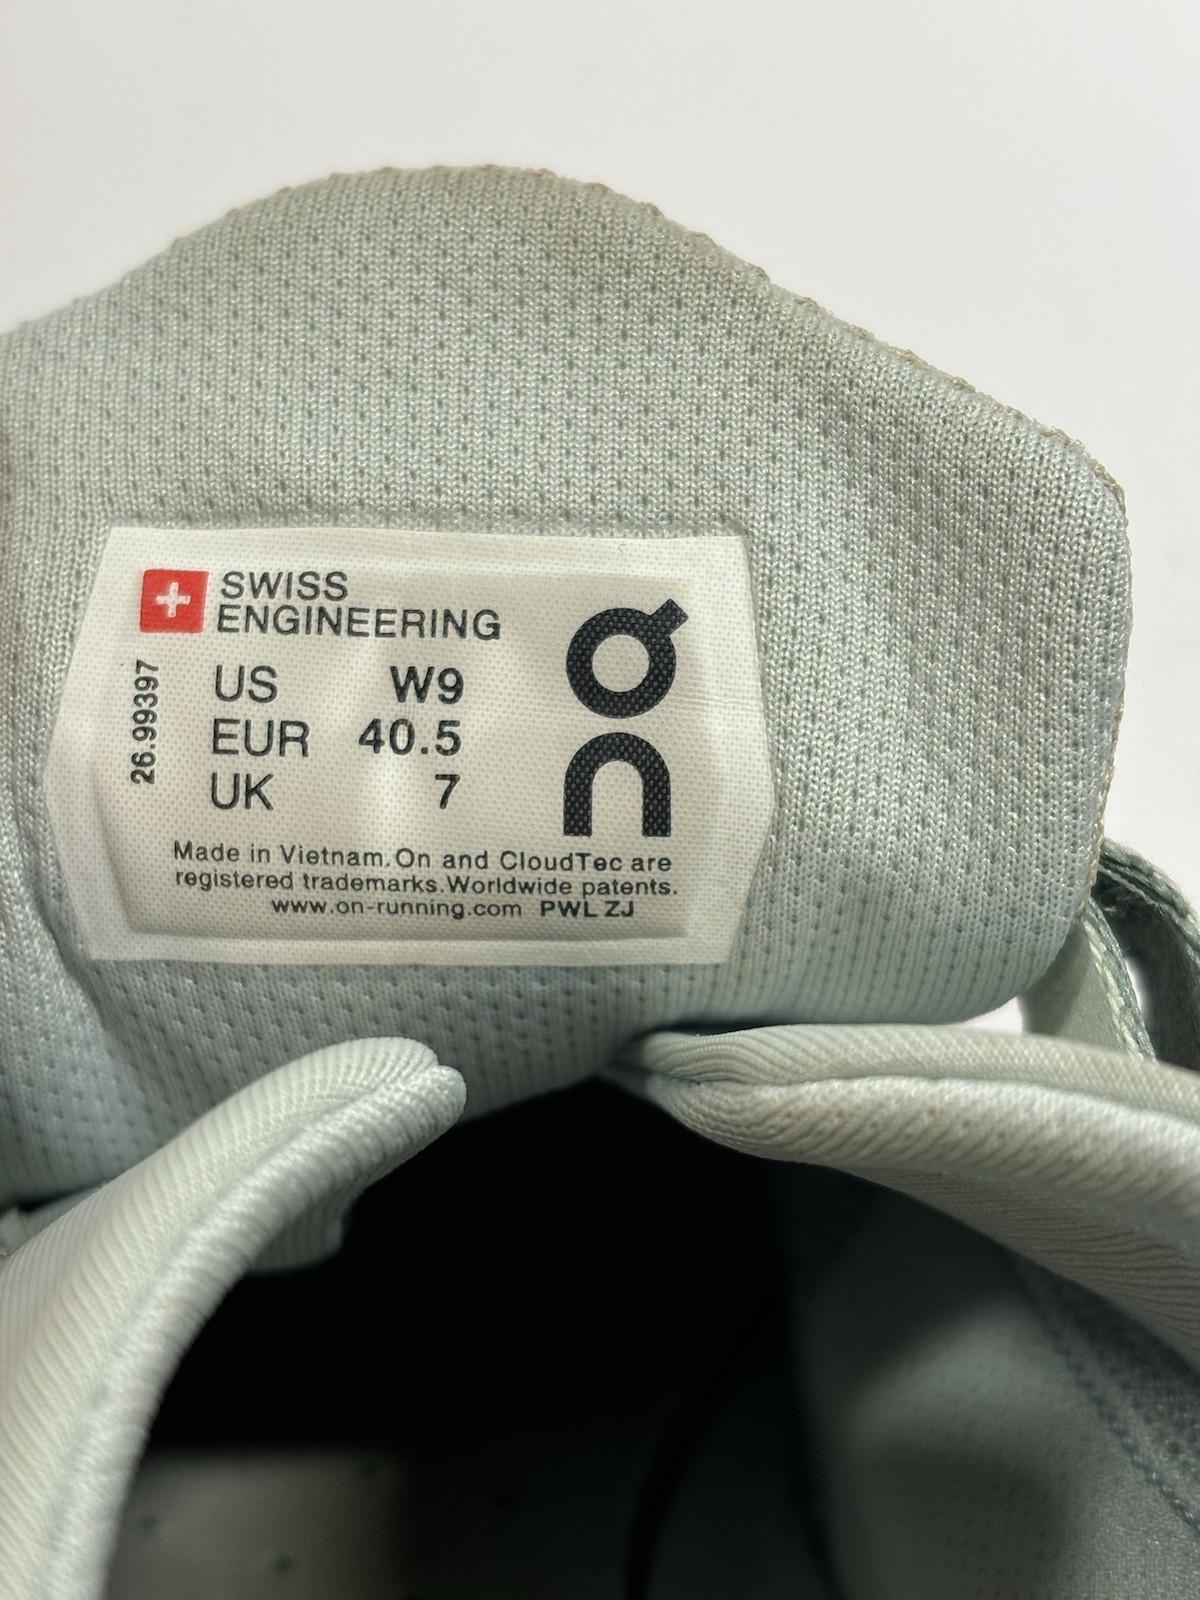 SWISS
ENGINEERING
26.99397
US W9
EUR 40.5
UK 7
On
Made in Vietnam. On and CloudTec are
registered trademarks. Worldwide patents.
www.on-running.com PWL ZJ